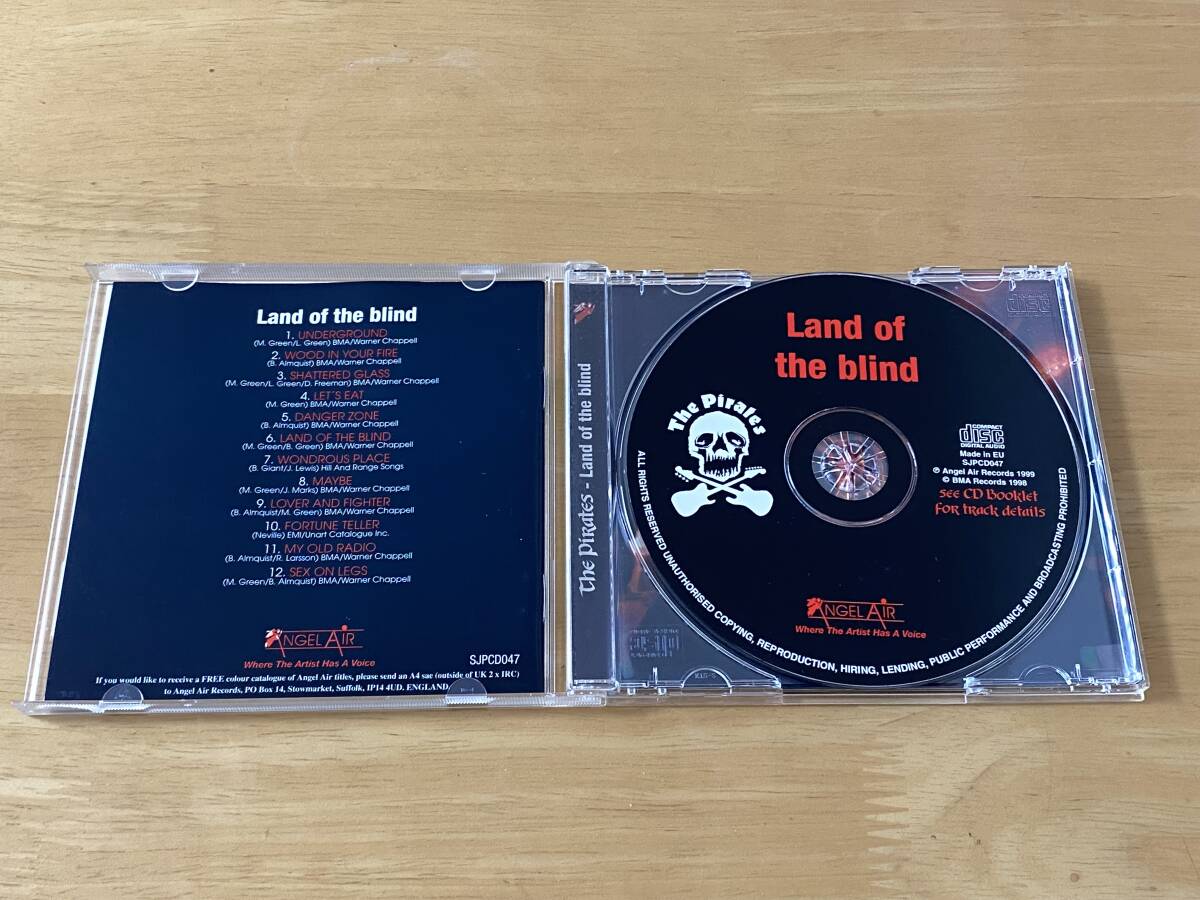 Land of the blind
1. UNDERGROUND
(M. Green/L. Green) BMA/Warner Chappell
2. WOOD IN YOUR FIRE
(B. Almquist) BMA/Warner Chappell
3. SHATTERED GLASS
(M. Green/L. Green/D. Freeman) BMA/Warner Chappell
4. LET'S EAT
(M. Green) BMA/Warner Chappell
5. DANGER ZONE
(B. Almquist) BMA/Warner Chappell
6. LAND OF THE BLIND
(M. Green/B. Green) BMA/Warner Chappell
7. WONDROUS PLACE
(B. Giant/J. Lewis) Hill And Range Songs
8. MAYBE
(M. Green/J. Marks) BMA/Warner Chappell
9. LOVER AND FIGHTER
(B. Almquist/M. Green) BMA/Warner Chappell
10. FORTUNE TELLER
(Neville) EMI/Unart Catalogue Inc.
11. MY OLD RADIO
(B. Almquist/R. Larsson) BMA/Warner Chappell
12. SEX ON LEGS
(M. Green/B. Almquist) BMA/Warner Chappell
ANGEL AIR
Where The Artist Has A Voice
SJPCD047
If you would like to receive a FREE colour catalogue of Angel Air titles, please send an A4 sae (outside of UK 2 x IRC)
to Angel Air Records, PO Box 14, Stowmarket, Suffolk, IP14 4UD. ENGLAND
The Pirates - Land of the blind
Land of
the blind
The Pirates
COMPACT
disc
DIGITAL AUDIO
Made in EU
SJPCD047
℗ Angel Air Records 1999
© BMA Records 1998
See CD Booklet
for track details
ANGEL AIR
Where The Artist Has A Voice
ALL RIGHTS RESERVED UNAUTHORISED COPYING, REPRODUCTION, HIRING, LENDING, PUBLIC PERFORMANCE AND BROADCASTING PROHIBITED
disc